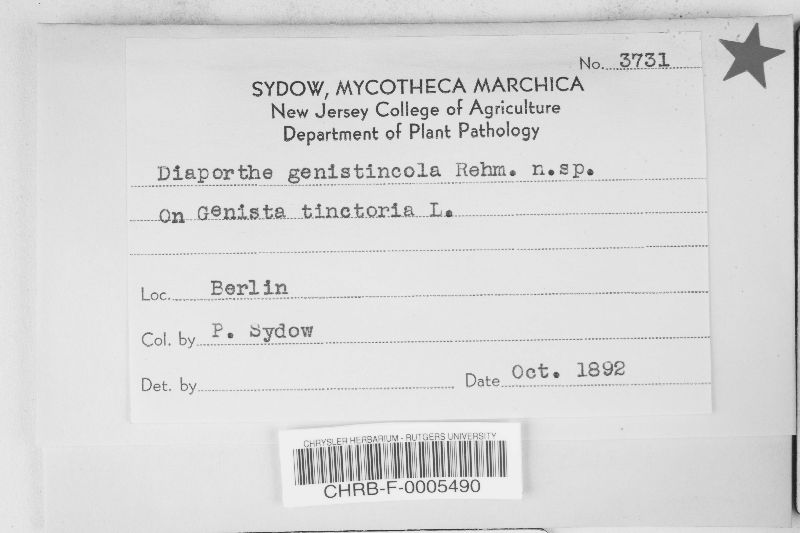 No. 3731
SYDOW, MYCOTHECA MARCHICA
New Jersey College of Agriculture
Department of Plant Pathology
Diaporthe genistincola Rehm. n.sp.
On Genista tinctoria L.
Loc. Berlin
Col. by P. Sydow
Det. by
Date Oct. 1892
CHRYSLER HERBARIUM - RUTGERS UNIVERSITY
CHRB-F-0005490